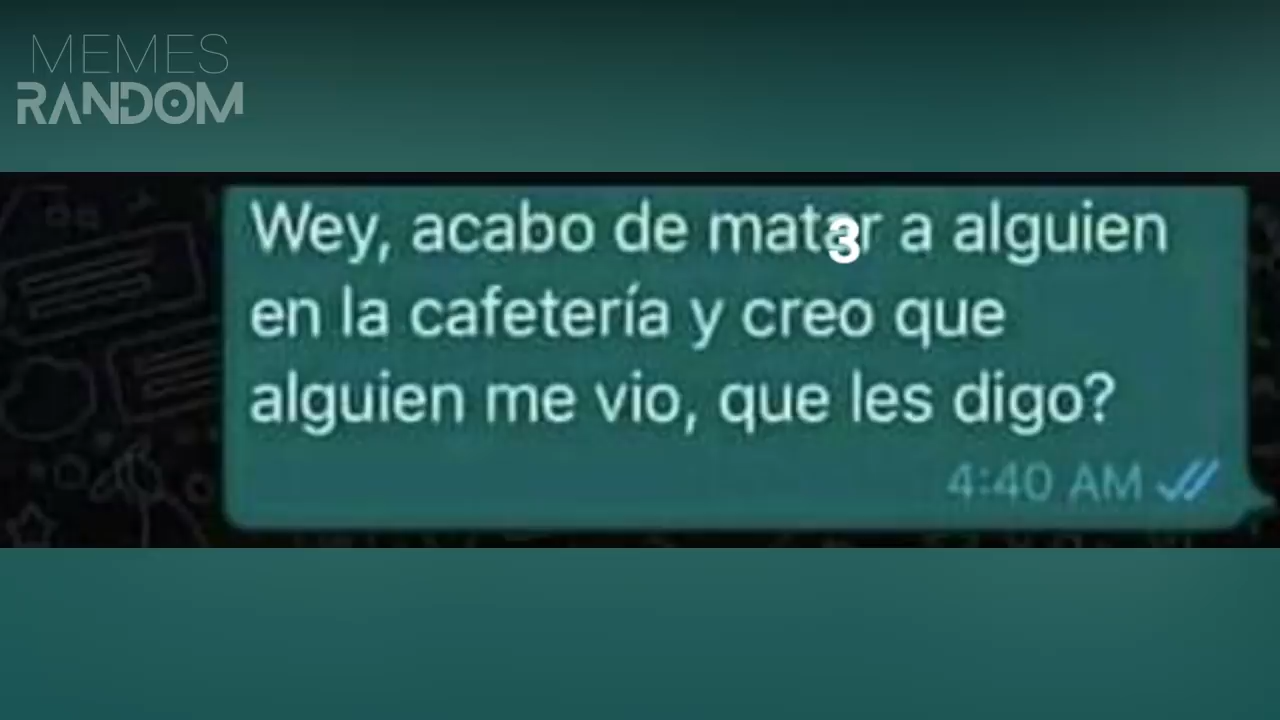 MEMES
RANDOM
Wey, acabo de matar a alguien
3
en la cafetería y creo que
alguien me vio, que les digo?
4:40 AM